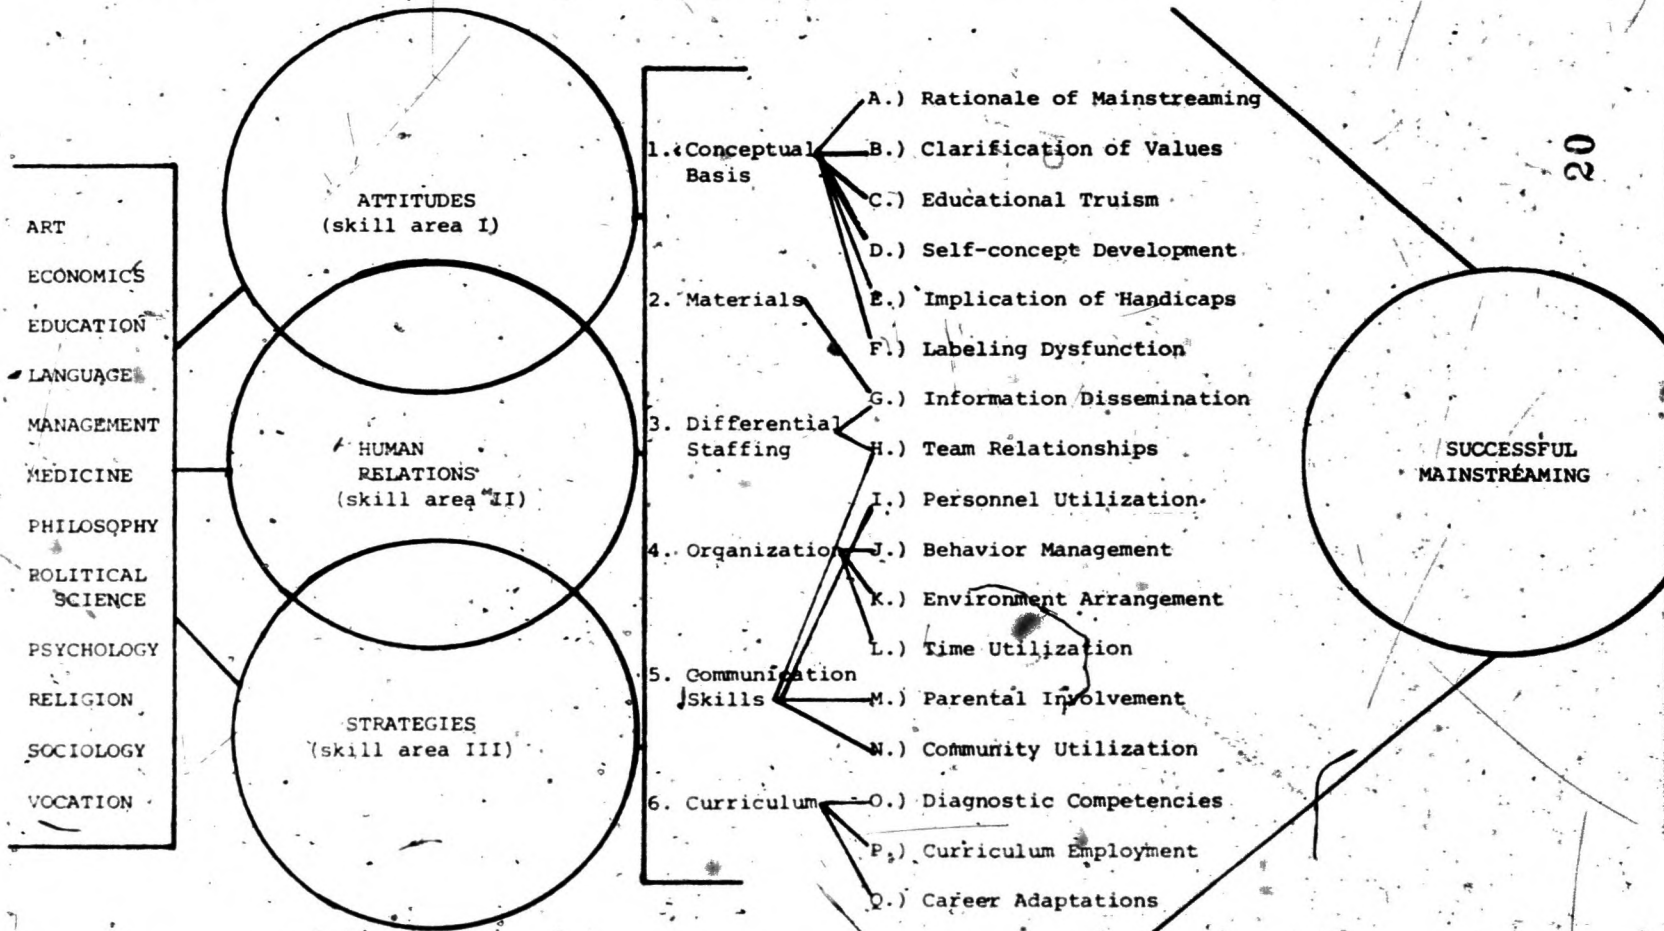 ART
ECONOMICS
EDUCATION
LANGUAGE
MANAGEMENT
MEDICINE
PHILOSOPHY
POLITICAL
SCIENCE
PSYCHOLOGY
RELIGION
SOCIOLOGY
VOCATION
ATTITUDES
(skill area I)
HUMAN
RELATIONS
(skill area II)
STRATEGIES
(skill area III)
1. Conceptual
Basis
2. Materials
3. Differential
Staffing
4. Organization
5. Communication
Skills
6. Curriculum
A.) Rationale of Mainstreaming
B.) Clarification of Values
C.) Educational Truism
D.) Self-concept Development
E.) Implication of Handicaps
F.) Labeling Dysfunction
G.) Information Dissemination
H.) Team Relationships
I.) Personnel Utilization
J.) Behavior Management
K.) Environment Arrangement
L.) Time Utilization
M.) Parental Involvement
N.) Community Utilization
O.) Diagnostic Competencies
P.) Curriculum Employment
Q.) Career Adaptations
SUCCESSFUL
MAINSTREAMING
20